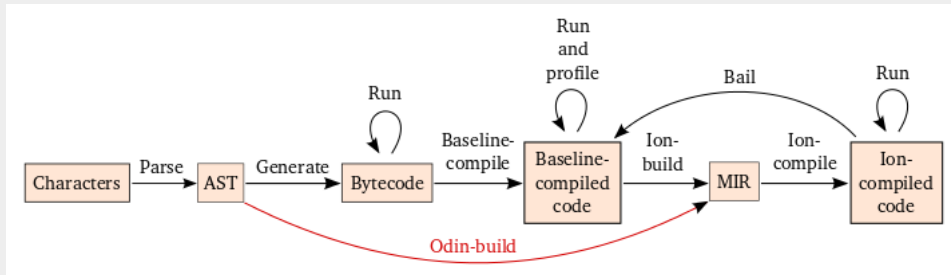 Run
and
profile
Bail
Run
Run
Baseline-
compile
Ion-
build
Ion-
compile
Parse
Generate
Characters
AST
Bytecode
Baseline-
compiled
code
MIR
Ion-
compiled
code
Odin-build